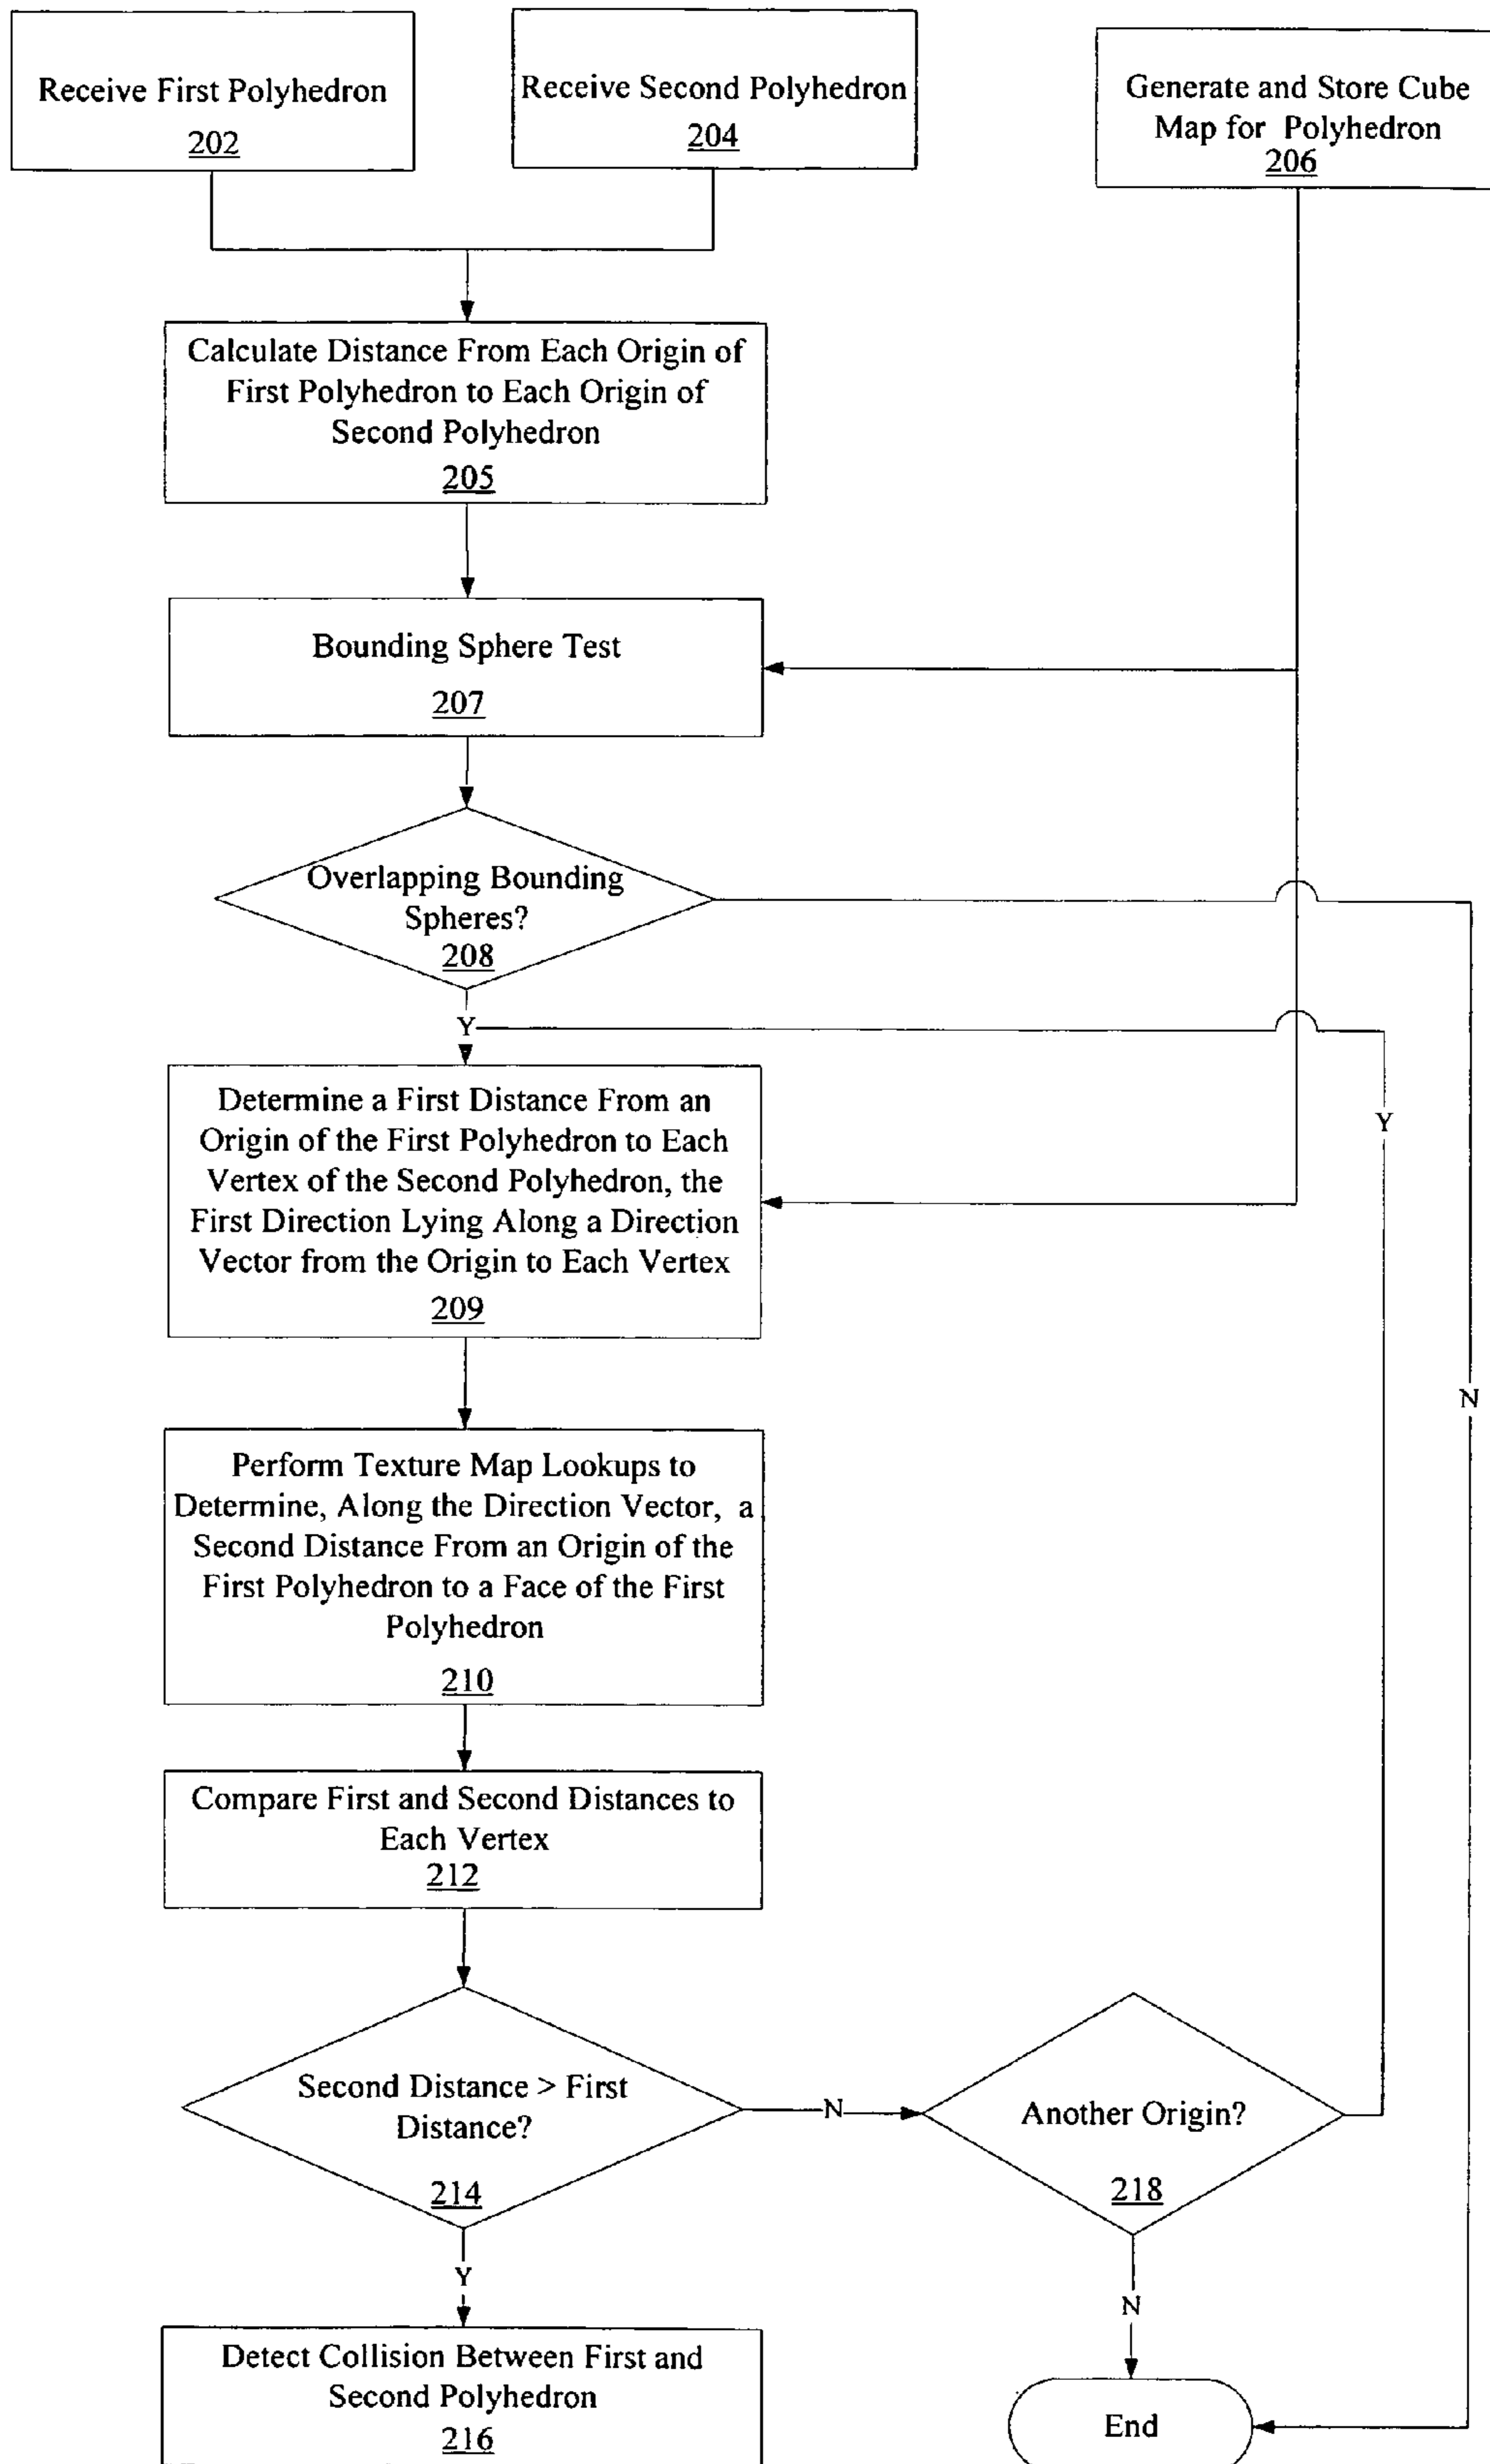 Receive First Polyhedron
202
Receive Second Polyhedron
204
Generate and Store Cube
Map for Polyhedron
206
Calculate Distance From Each Origin of
First Polyhedron to Each Origin of
Second Polyhedron
205
Bounding Sphere Test
207
Overlapping Bounding
Spheres?
208
Y
Determine a First Distance From an
Origin of the First Polyhedron to Each
Vertex of the Second Polyhedron, the
First Direction Lying Along a Direction
Vector from the Origin to Each Vertex
209
Y
N
Perform Texture Map Lookups to
Determine, Along the Direction Vector, a
Second Distance From an Origin of the
First Polyhedron to a Face of the First
Polyhedron
210
Compare First and Second Distances to
Each Vertex
212
Second Distance > First
Distance?
214
N
Another Origin?
218
Y
N
Detect Collision Between First and
Second Polyhedron
216
End